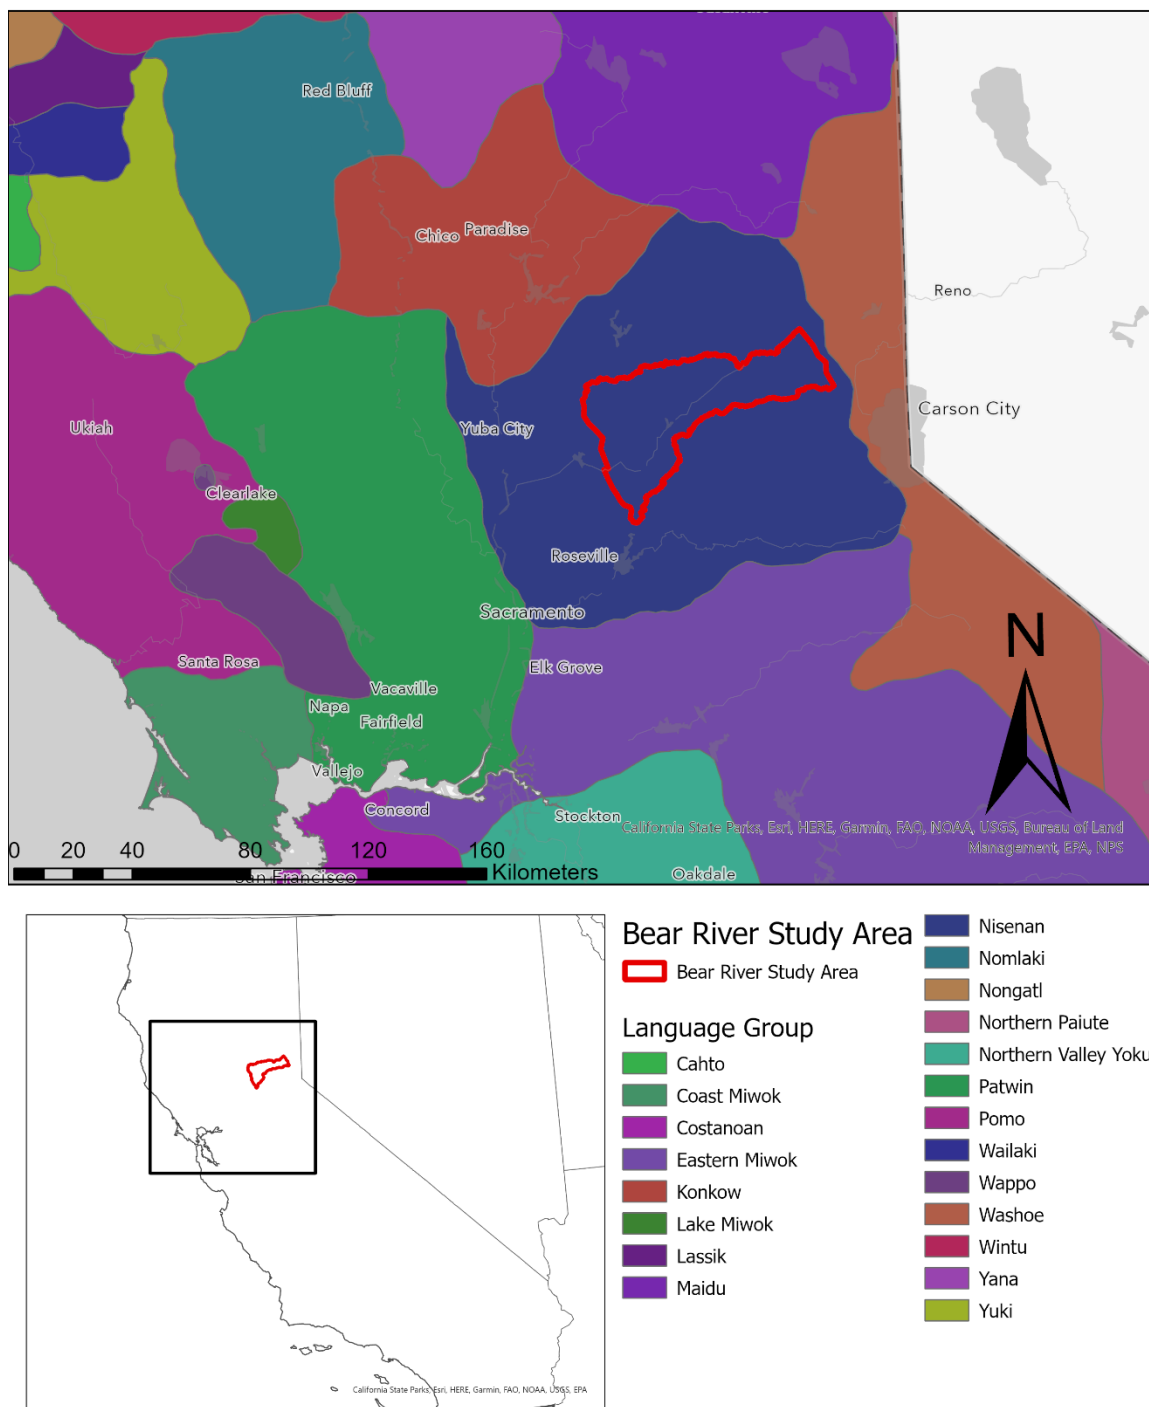 Red Bluff
Chico
Paradise
Reno
Carson City
Ukiah
Yuba City
Clearlake
Roseville
Sacramento
Elk Grove
Santa Rosa
Vacaville
Napa
Fairfield
Vallejo
Concord
Stockton
Oakdale
San Francisco
N
California State Parks, Esri, HERE, Garmin, FAO, NOAA, USGS, Bureau of Land
Management, EPA, NPS
0 20 40 80 120 160
Kilometers
Bear River Study Area
Bear River Study Area
Language Group
Cahto
Coast Miwok
Costanoan
Eastern Miwok
Konkow
Lake Miwok
Lassik
Maidu
Nisenan
Nomlaki
Nongatl
Northern Paiute
Northern Valley Yoku
Patwin
Pomo
Wailaki
Wappo
Washoe
Wintu
Yana
Yuki
California State Parks, Esri, HERE, Garmin, FAO, NOAA, USGS, EPA